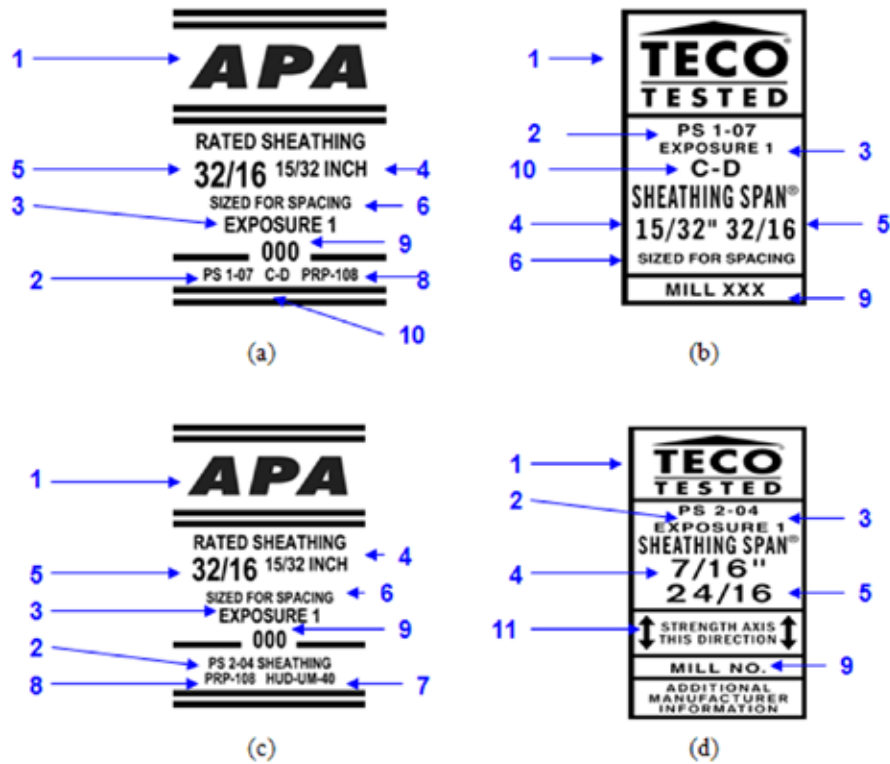 1
APA
RATED SHEATHING
5
32/16 15/32 INCH
4
SIZED FOR SPACING
6
3
EXPOSURE 1
000
9
2
PS 1-07 C-D PRP-108
8
10
(a)
1
TECO®
TESTED
2
PS 1-07
EXPOSURE 1
3
10
C-D
SHEATHING SPAN®
4
15/32" 32/16
5
6
SIZED FOR SPACING
MILL XXX
9
(b)
1
APA
RATED SHEATHING
4
5
32/16 15/32 INCH
6
SIZED FOR SPACING
3
EXPOSURE 1
000
9
2
PS 2-04 SHEATHING
8
PRP-108 HUD-UM-40
7
(c)
1
TECO
TESTED
2
PS 2-04
EXPOSURE 1
3
SHEATHING SPAN®
4
7/16"
24/16
5
11
STRENGTH AXIS
THIS DIRECTION
MILL NO.
9
ADDITIONAL
MANUFACTURER
INFORMATION
(d)